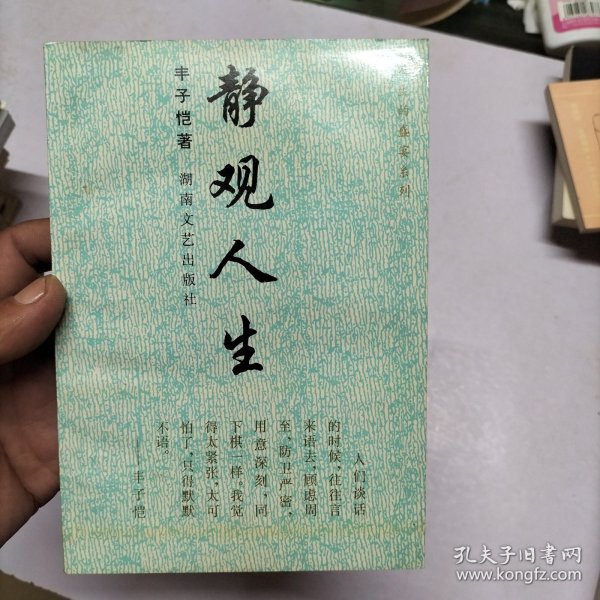 静观人生
丰子恺著
湖南文艺出版社
人们谈话
的时候，往往言
来语去，顾虑周
至，防卫严密，
用意深刻，同
下棋一样。我觉
得太紧张，太可
怕了，只得默默
不语。
——丰子恺
孔夫子旧书网
www.kongfz.com